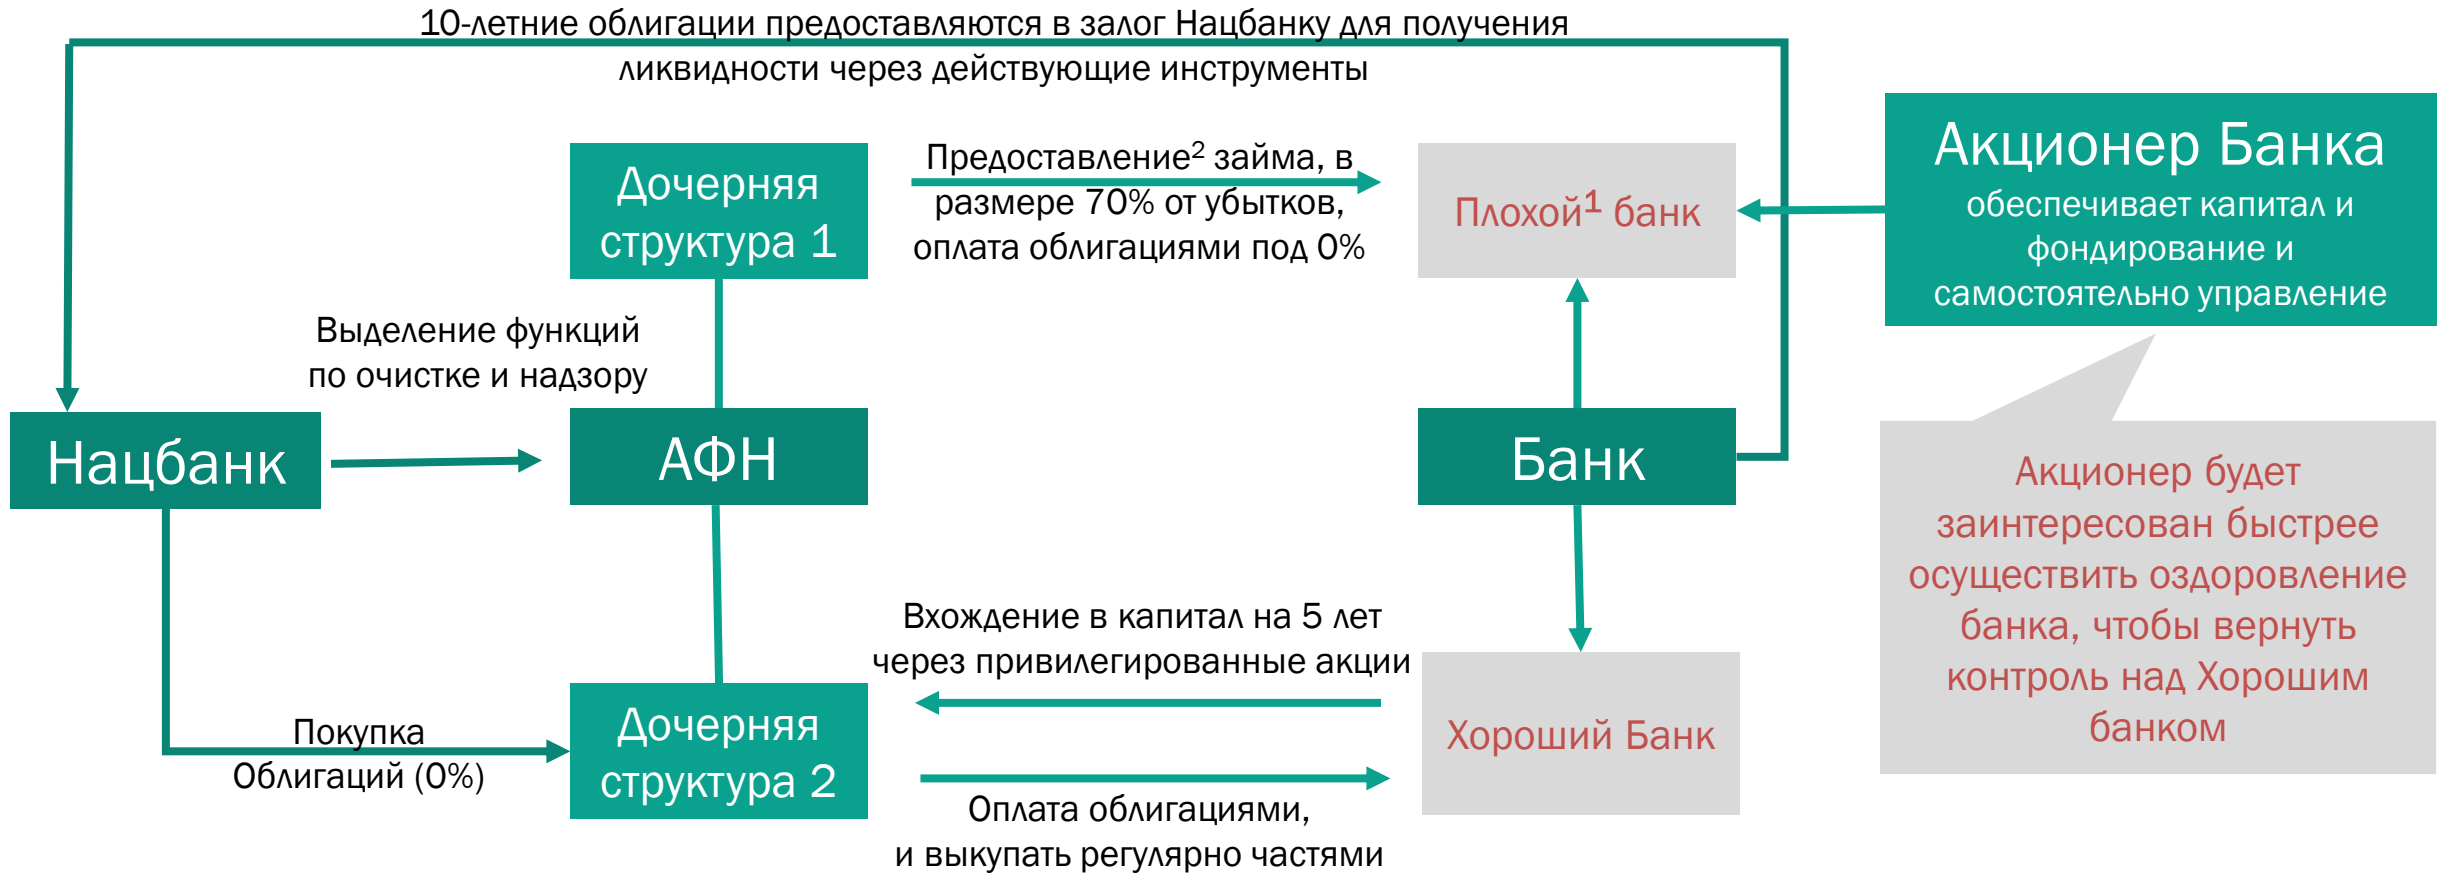 10-летние облигации предоставляются в залог Нацбанку для получения
ликвидности через действующие инструменты
Дочерняя
структура 1
Предоставление² займа, в
размере 70% от убытков,
оплата облигациями под 0%
Плохой¹ банк
Акционер Банка
обеспечивает капитал и
фондирование и
самостоятельно управление
Выделение функций
по очистке и надзору
Нацбанк
АФН
Банк
Акционер будет
заинтересован быстрее
осуществить оздоровление
банка, чтобы вернуть
контроль над Хорошим
банком
Вхождение в капитал на 5 лет
через привилегированные акции
Покупка
Облигаций (0%)
Дочерняя
структура 2
Хороший Банк
Оплата облигациями,
и выкупать регулярно частями